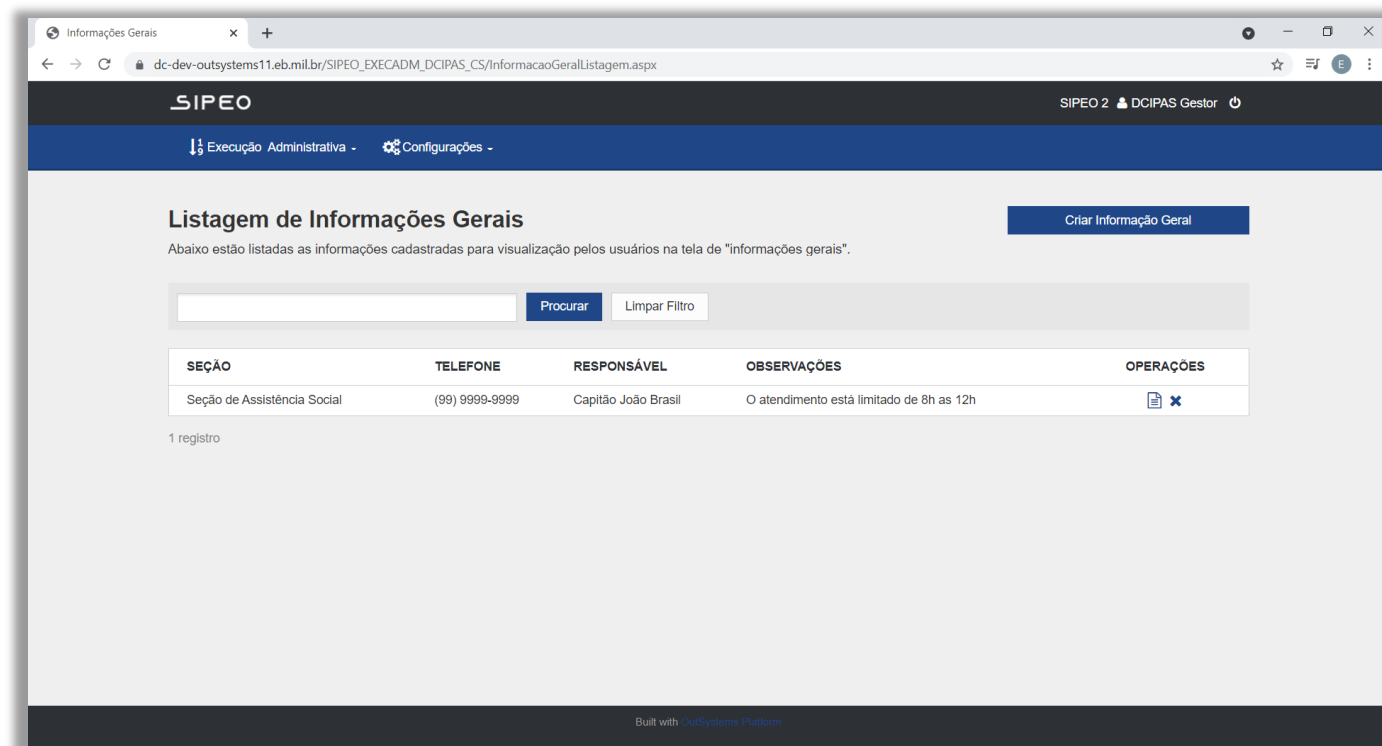 Informações Gerais
dc-dev-outsystems11.eb.mil.br/SIPEO_EXECADM_DCIPAS_CS/InformacaoGeralListagem.aspx
E
SIPEO
SIPEO 2 DCIPAS Gestor
Execução Administrativa
Configurações
Listagem de Informações Gerais
Criar Informação Geral
Abaixo estão listadas as informações cadastradas para visualização pelos usuários na tela de "informações gerais".
Procurar
Limpar Filtro
SEÇÃO TELEFONE RESPONSÁVEL OBSERVAÇÕES OPERAÇÕES
Seção de Assistência Social (99) 9999-9999 Capitão João Brasil O atendimento está limitado de 8h as 12h
1 registro
Built with OutSystems Platform